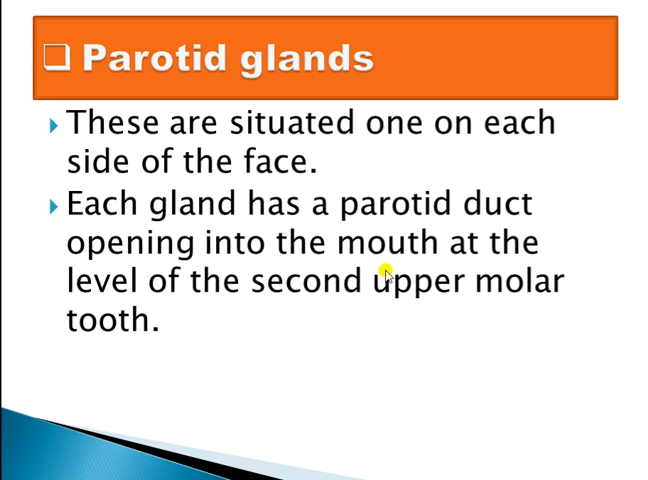 ❑ Parotid glands
These are situated one on each
side of the face.
Each gland has a parotid duct
opening into the mouth at the
level of the second upper molar
tooth.